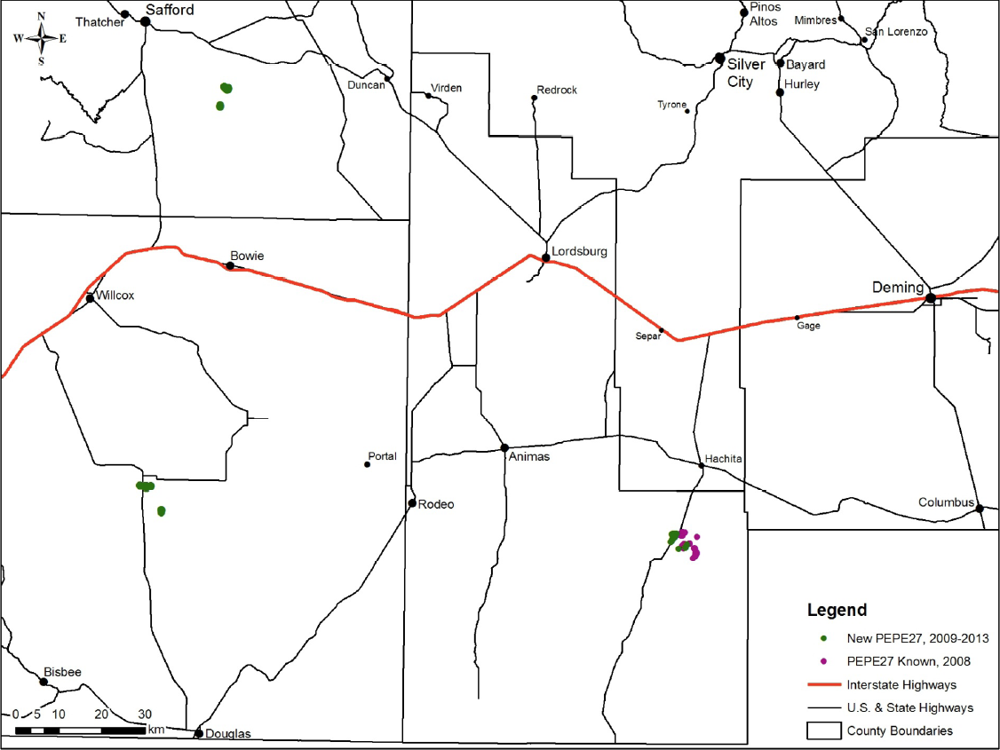 Safford
Thatcher
N
W E
S
Duncan
Virden
Redrock
Pinos
Altos
Mimbres
San Lorenzo
Silver
City
Bayard
Hurley
Tyrone
Bowie
Willcox
Lordsburg
Separ
Gage
Deming
Portal
Animas
Hachita
Rodeo
Columbus
Bisbee
Douglas
0 5 10 20 30
km
Legend
New PEPE27, 2009-2013
PEPE27 Known, 2008
Interstate Highways
U.S. & State Highways
County Boundaries